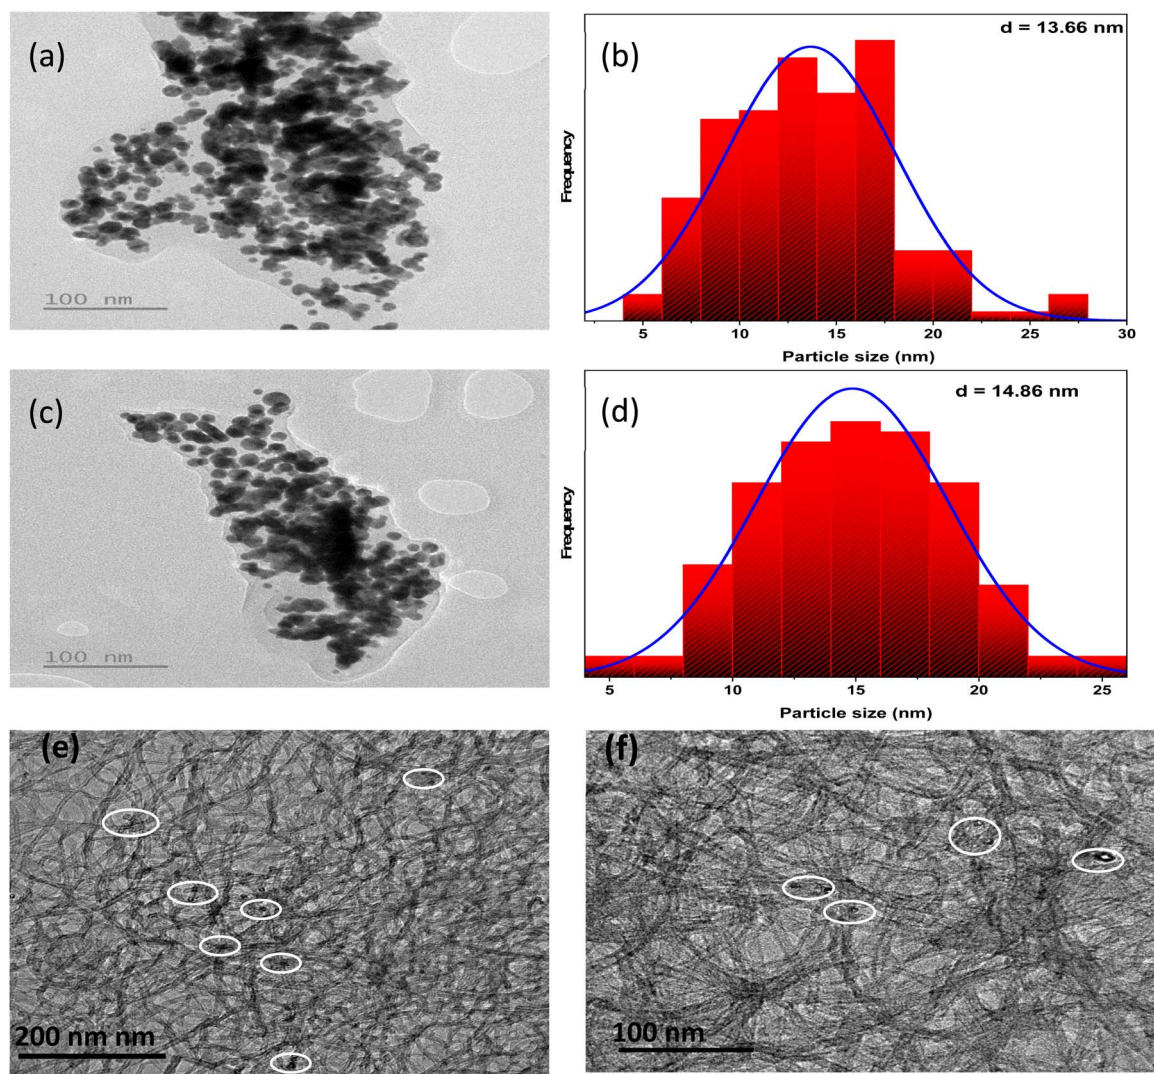 (a)
100 nm
(b)
d = 13.66 nm
Frequency
5 10 15 20 25 30
Particle size (nm)
(c)
100 nm
(d)
d = 14.86 nm
Frequency
5 10 15 20 25
Particle size (nm)
(e)
200 nm nm
(f)
100 nm